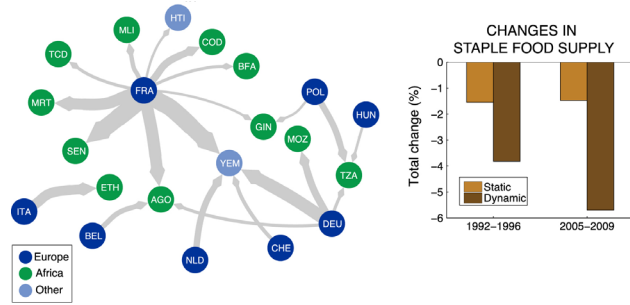 HTI
MLI
COD
TCD
BFA
FRA
MRT
POL
HUN
GIN
MOZ
SEN
YEM
TZA
ETH
AGO
ITA
BEL
DEU
NLD
CHE
Europe
Africa
Other
CHANGES IN
STAPLE FOOD SUPPLY
Total change (%)
0
−1
−2
−3
−4
−5
−6
Static
Dynamic
1992−1996
2005−2009